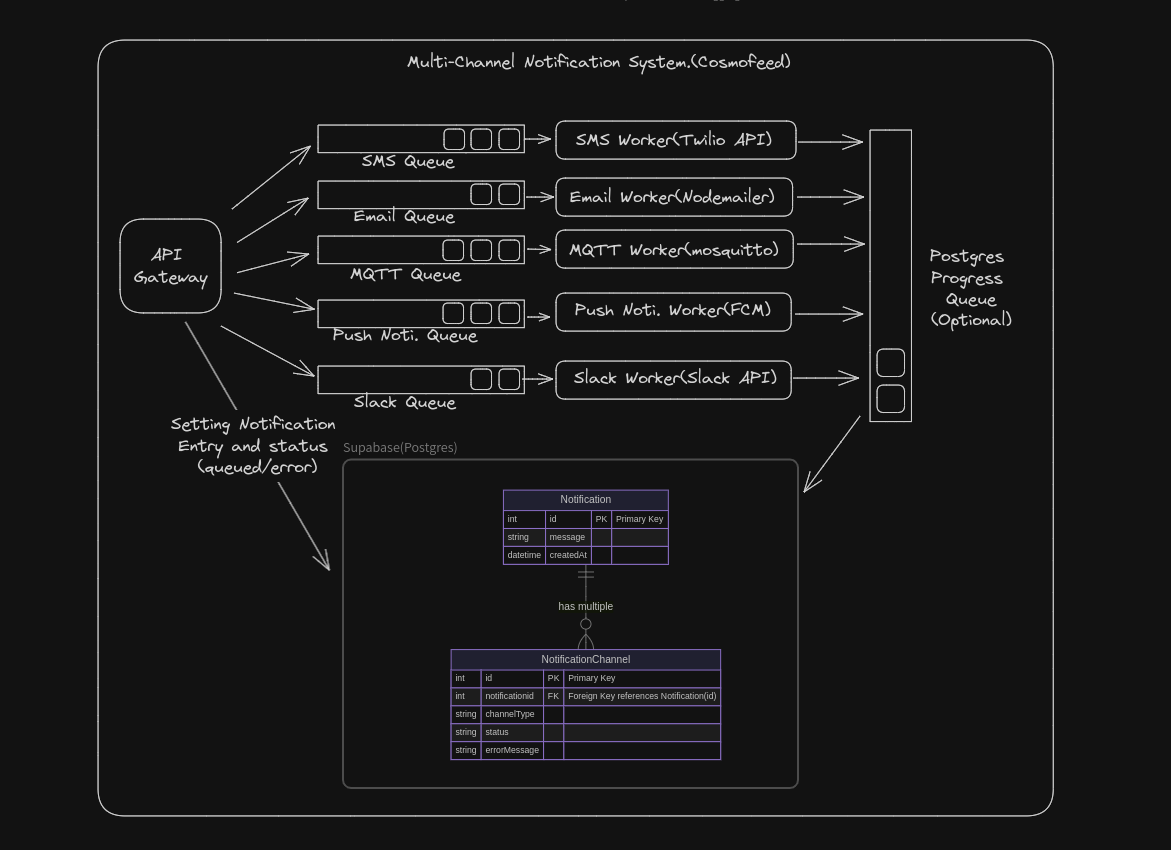 Multi-Channel Notification System.(Cosmofeed)
API
Gateway
SMS Queue
Email Queue
MQTT Queue
Push Noti. Queue
Slack Queue
SMS Worker(Twilio API)
Email Worker(Nodemailer)
MQTT Worker(mosquitto)
Push Noti. Worker(FCM)
Slack Worker(Slack API)
Postgres
Progress
Queue
(Optional)
Setting Notification
Entry and status
(queued/error)
Supabase(Postgres)
Notification
int id PK Primary Key
string message
datetime createdAt
has multiple
NotificationChannel
int id PK Primary Key
int notificationid FK Foreign Key references Notification(id)
string channelType
string status
string errorMessage